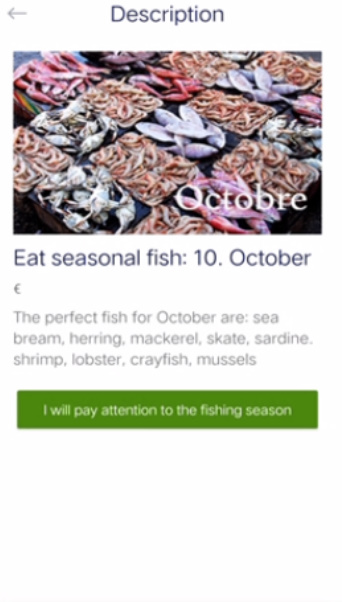 Description
Octobre
Eat seasonal fish: 10. October
€
The perfect fish for October are: sea
bream, herring, mackerel, skate, sardine.
shrimp, lobster, crayfish, mussels
I will pay attention to the fishing season